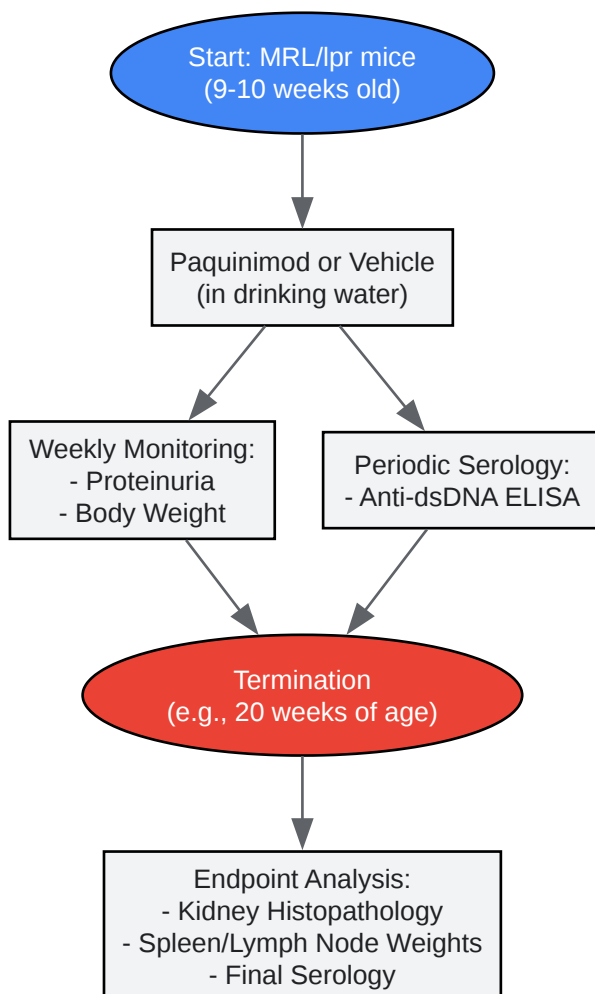 Start: MRL/lpr mice
(9-10 weeks old)
Paquinimod or Vehicle
(in drinking water)
Weekly Monitoring:
- Proteinuria
- Body Weight
Periodic Serology:
- Anti-dsDNA ELISA
Termination
(e.g., 20 weeks of age)
Endpoint Analysis:
- Kidney Histopathology
- Spleen/Lymph Node Weights
- Final Serology